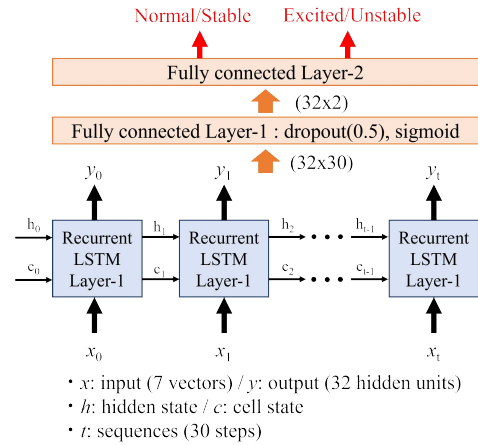 Normal/Stable Excited/Unstable
Fully connected Layer-2
(32x2)
Fully connected Layer-1 : dropout(0.5), sigmoid
(32x30)
y0 y1 yt
h0 h1 h2 ht-1
Recurrent LSTM Layer-1 Recurrent LSTM Layer-1 Recurrent LSTM Layer-1
c0 c1 c2 ct-1
x0 x1 xt
・x: input (7 vectors) / y: output (32 hidden units)
・h: hidden state / c: cell state
・t: sequences (30 steps)